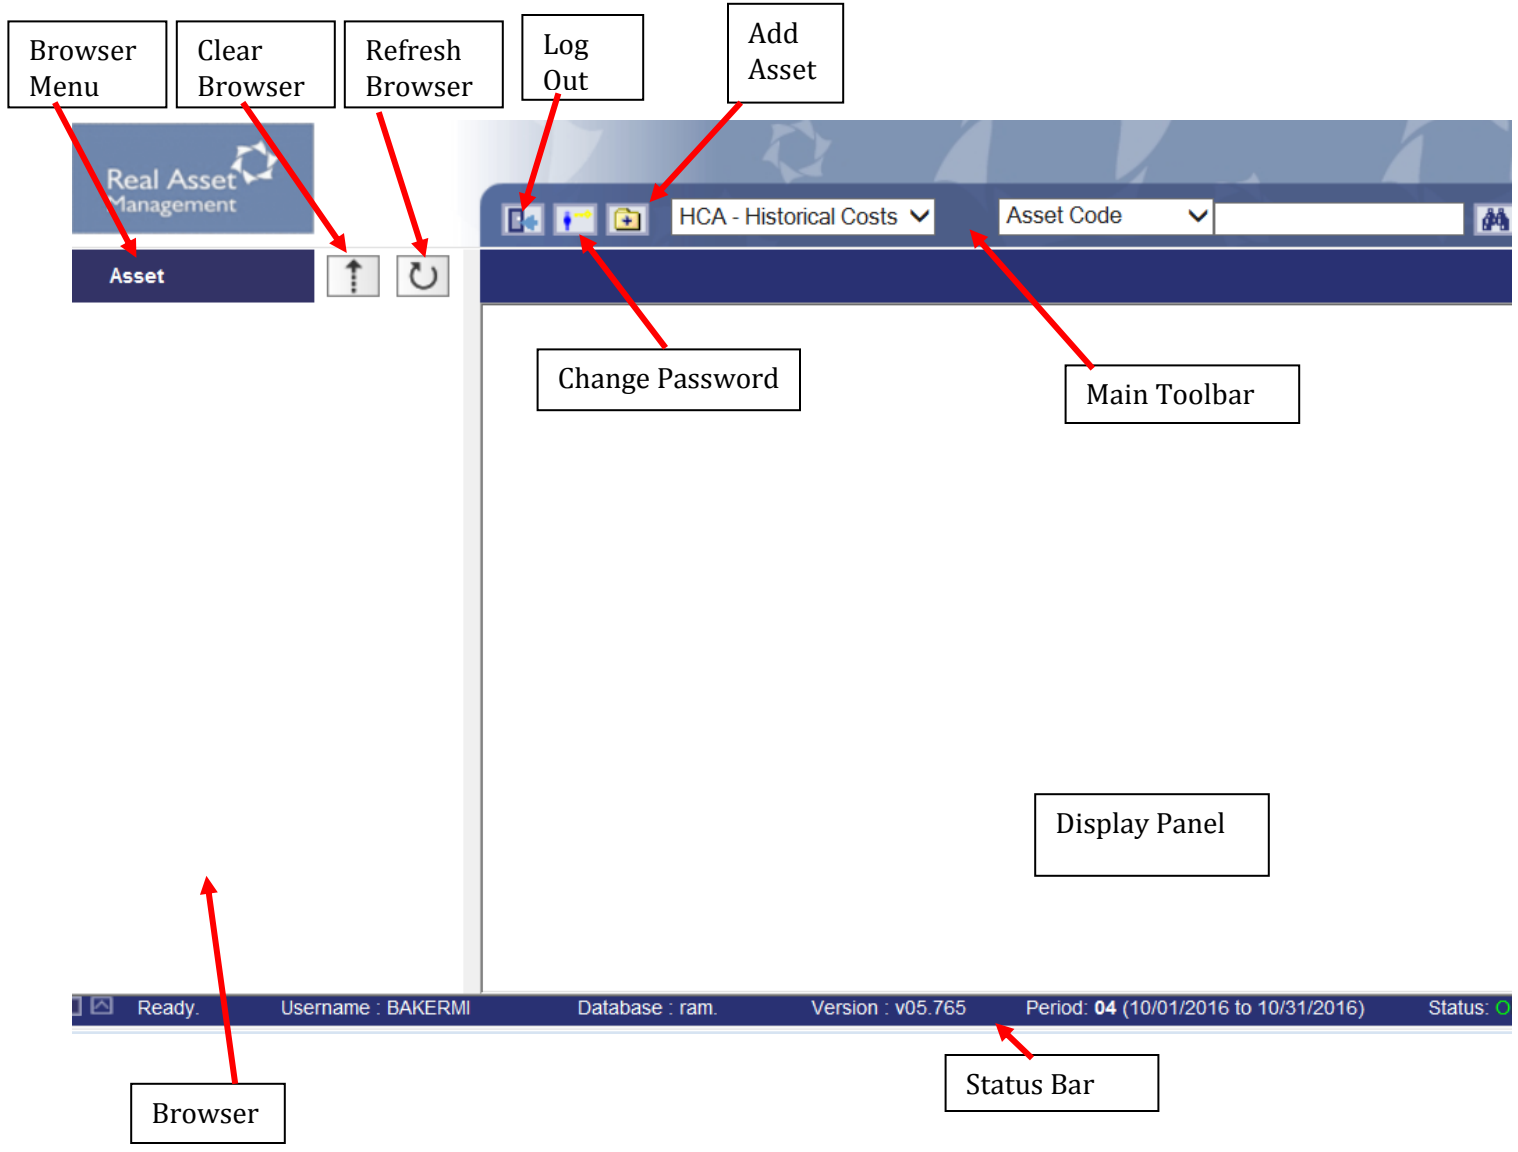 Browser
Menu
Clear
Browser
Refresh
Browser
Log
Out
Add
Asset
Real Asset
Management
HCA - Historical Costs
Asset Code
Asset
Change Password
Main Toolbar
Display Panel
Ready.
Username : BAKERMI
Database : ram.
Version : v05.765
Period: 04 (10/01/2016 to 10/31/2016)
Status: O
Status Bar
Browser